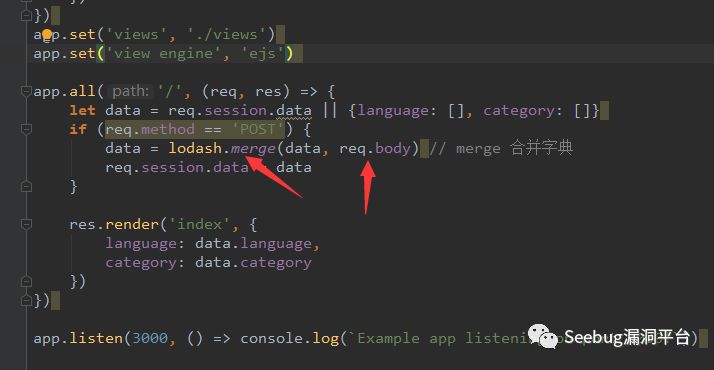 })
app.set('views', './views')
app.set('view engine', 'ejs')
app.all( path: '/', (req, res) => {
let data = req.session.data || {language: [], category: []}
if (req.method == 'POST') {
data = lodash.merge(data, req.body) // merge 合并字典
req.session.data data
}
res.render('index', {
language: data.language,
category: data.category
})
})
app.listen(3000, () => console.log(`Example app listenin
Seebug漏洞平台